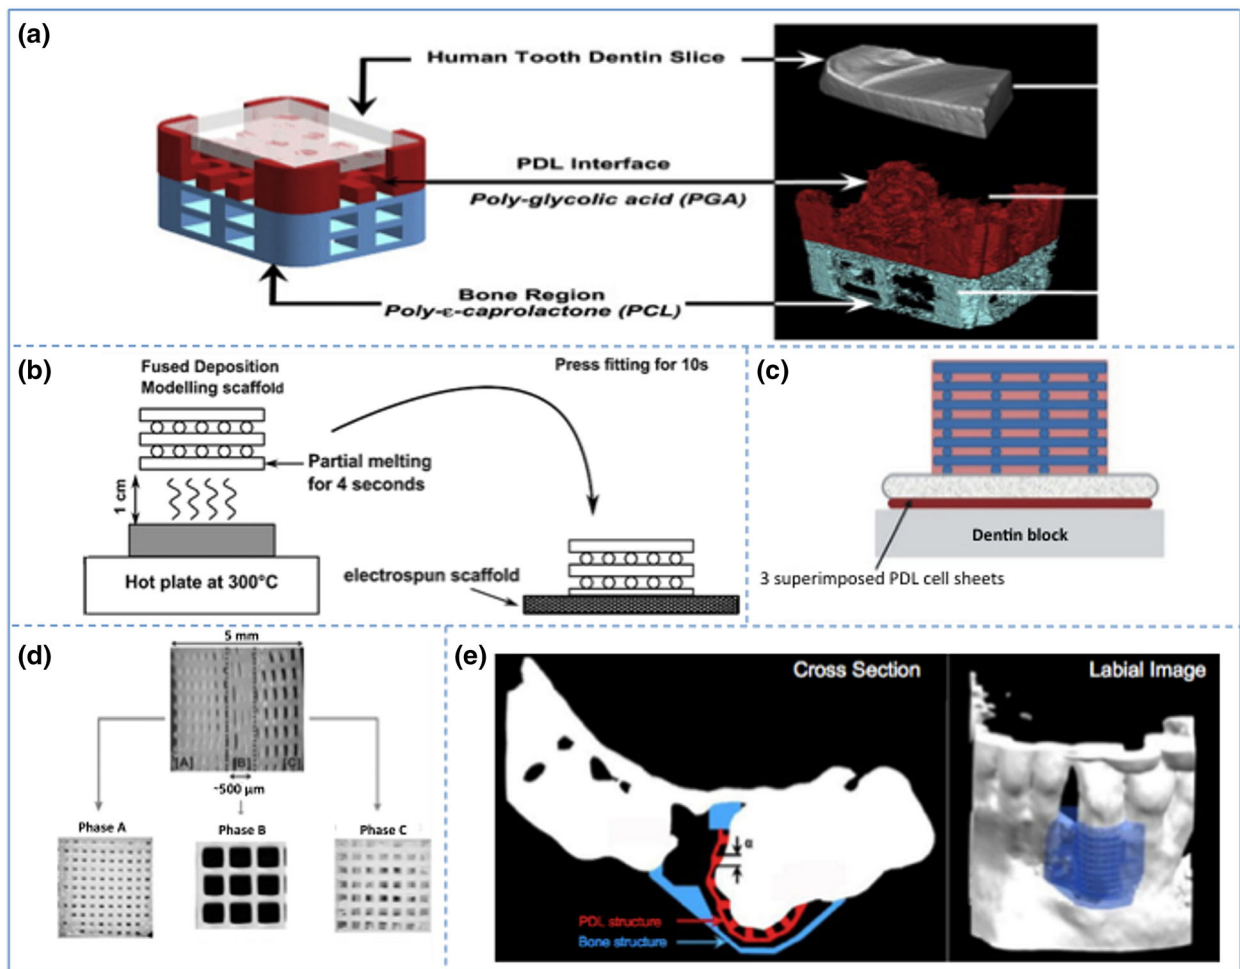 (a)
Human Tooth Dentin Slice
PDL Interface
Poly-glycolic acid (PGA)
Bone Region
Poly-ε-caprolactone (PCL)
(b)
Fused Deposition
Modelling scaffold
Press fitting for 10s
Partial melting
for 4 seconds
1 cm
Hot plate at 300°C
electrospun scaffold
(c)
Dentin block
3 superimposed PDL cell sheets
(d)
5 mm
[A]
[B]
[C]
~500 µm
Phase A
Phase B
Phase C
(e)
Cross Section
Labial Image
α
PDL structure
Bone structure